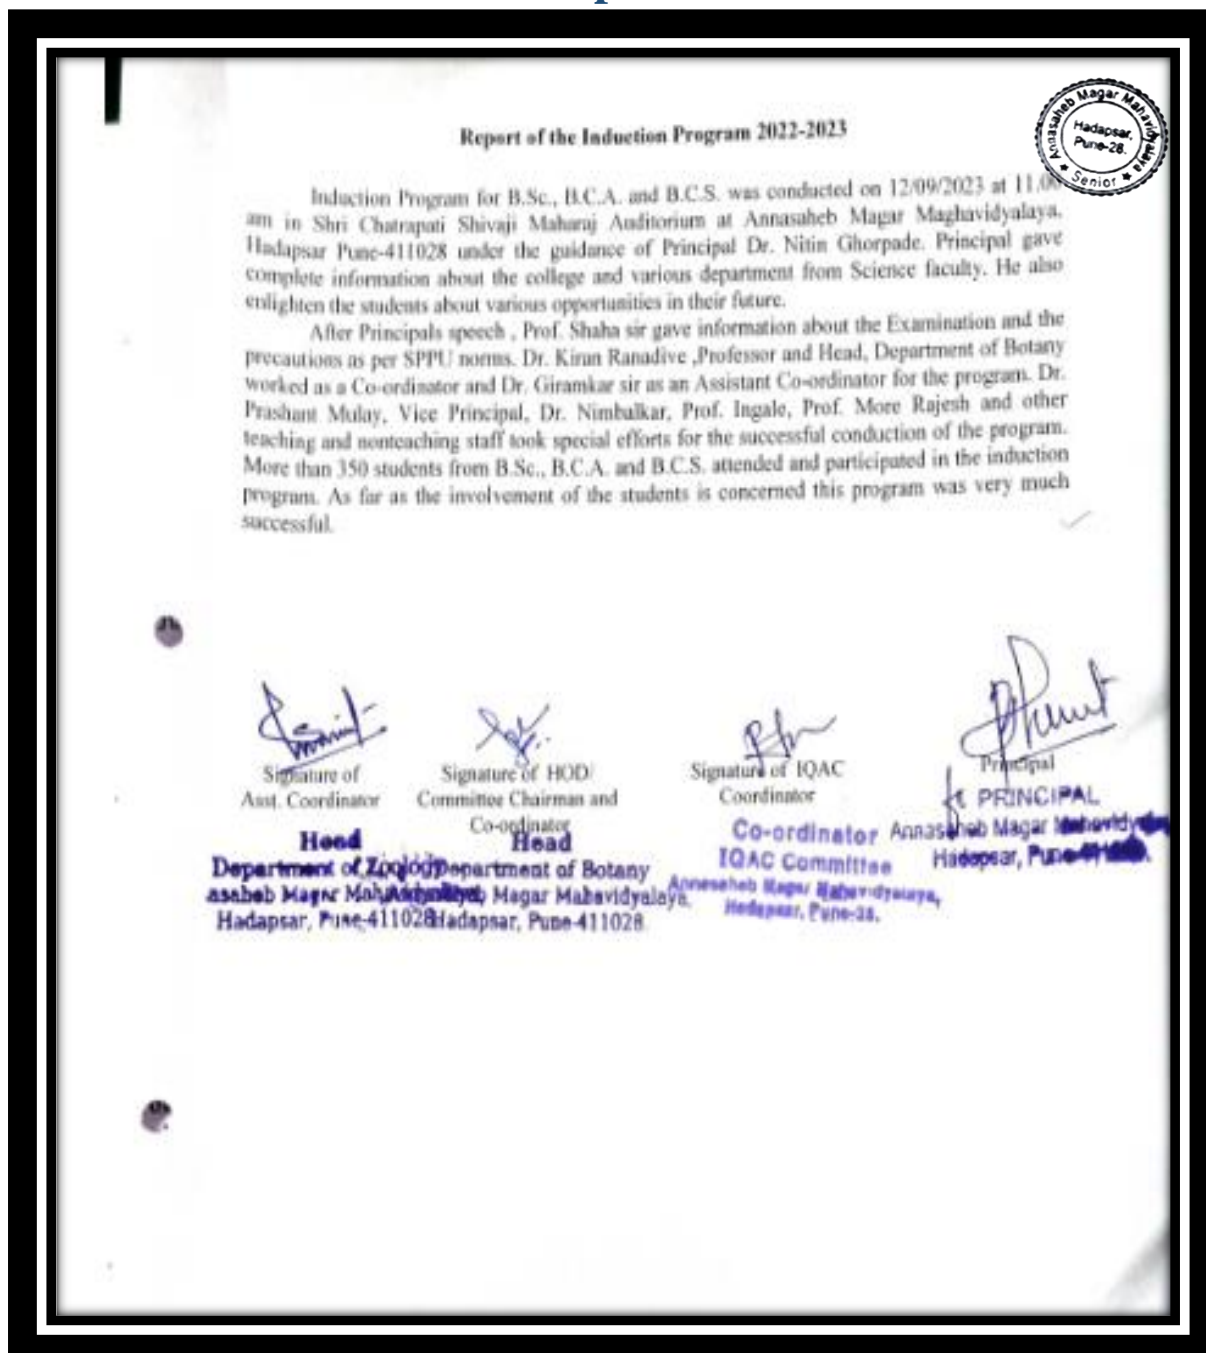 Annasaheb Magar Mahavidyalaya
Hadapsar,
Pune-28.
★ Senior ★
Report of the Induction Program 2022-2023
Induction Program for B.Sc., B.C.A. and B.C.S. was conducted on 12/09/2023 at 11.00
am in Shri Chatrapati Shivaji Maharaj Auditorium at Annasaheb Magar Maghavidyalaya,
Hadapsar Pune-411028 under the guidance of Principal Dr. Nitin Ghorpade. Principal gave
complete information about the college and various department from Science faculty. He also
enlighten the students about various opportunities in their future.
After Principals speech , Prof. Shaha sir gave information about the Examination and the
precautions as per SPPU norms. Dr. Kiran Ranadive ,Professor and Head, Department of Botany
worked as a Co-ordinator and Dr. Giramkar sir as an Assistant Co-ordinator for the program. Dr.
Prashant Mulay, Vice Principal, Dr. Nimbalkar, Prof. Ingale, Prof. More Rajesh and other
teaching and nonteaching staff took special efforts for the successful conduction of the program.
More than 350 students from B.Sc., B.C.A. and B.C.S. attended and participated in the induction
program. As far as the involvement of the students is concerned this program was very much
successful.
Signature of
Asst. Coordinator
Head
Department of Zoology
asaheb Magar
Hadapsar, Pune-411028
Signature of HOD/
Committee Chairman and
Co-ordinator
Head
Department of Botany
Magar Mahavidyalaya,
Hadapsar, Pune-411028
Signature of IQAC
Coordinator
Co-ordinator
IQAC Committee
Annasaheb Magar Mahavidyalaya,
Hadapsar, Pune-28.
Principal
PRINCIPAL
Annasaheb Magar Mahavidyalaya
Hadapsar, Pune